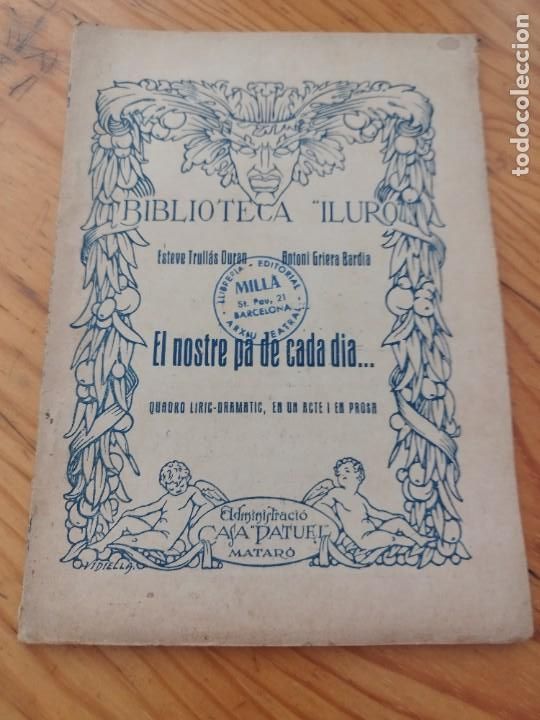 BIBLIOTECA "ILURO"
Esteve Trullás Duran Antoni Griera Bardia
LLIBRERIA - EDITORIAL
MILLÀ
St. Pau, 21
BARCELONA
ARXIU TEATRAL
El nostre pa de cada dia...
QUADRO LIRIC-DRAMATIC, EN UN ACTE I EN PROSA
Administració
CASA "PATUEL"
MATARÓ
VIDIELLA.
todocoleccion.net